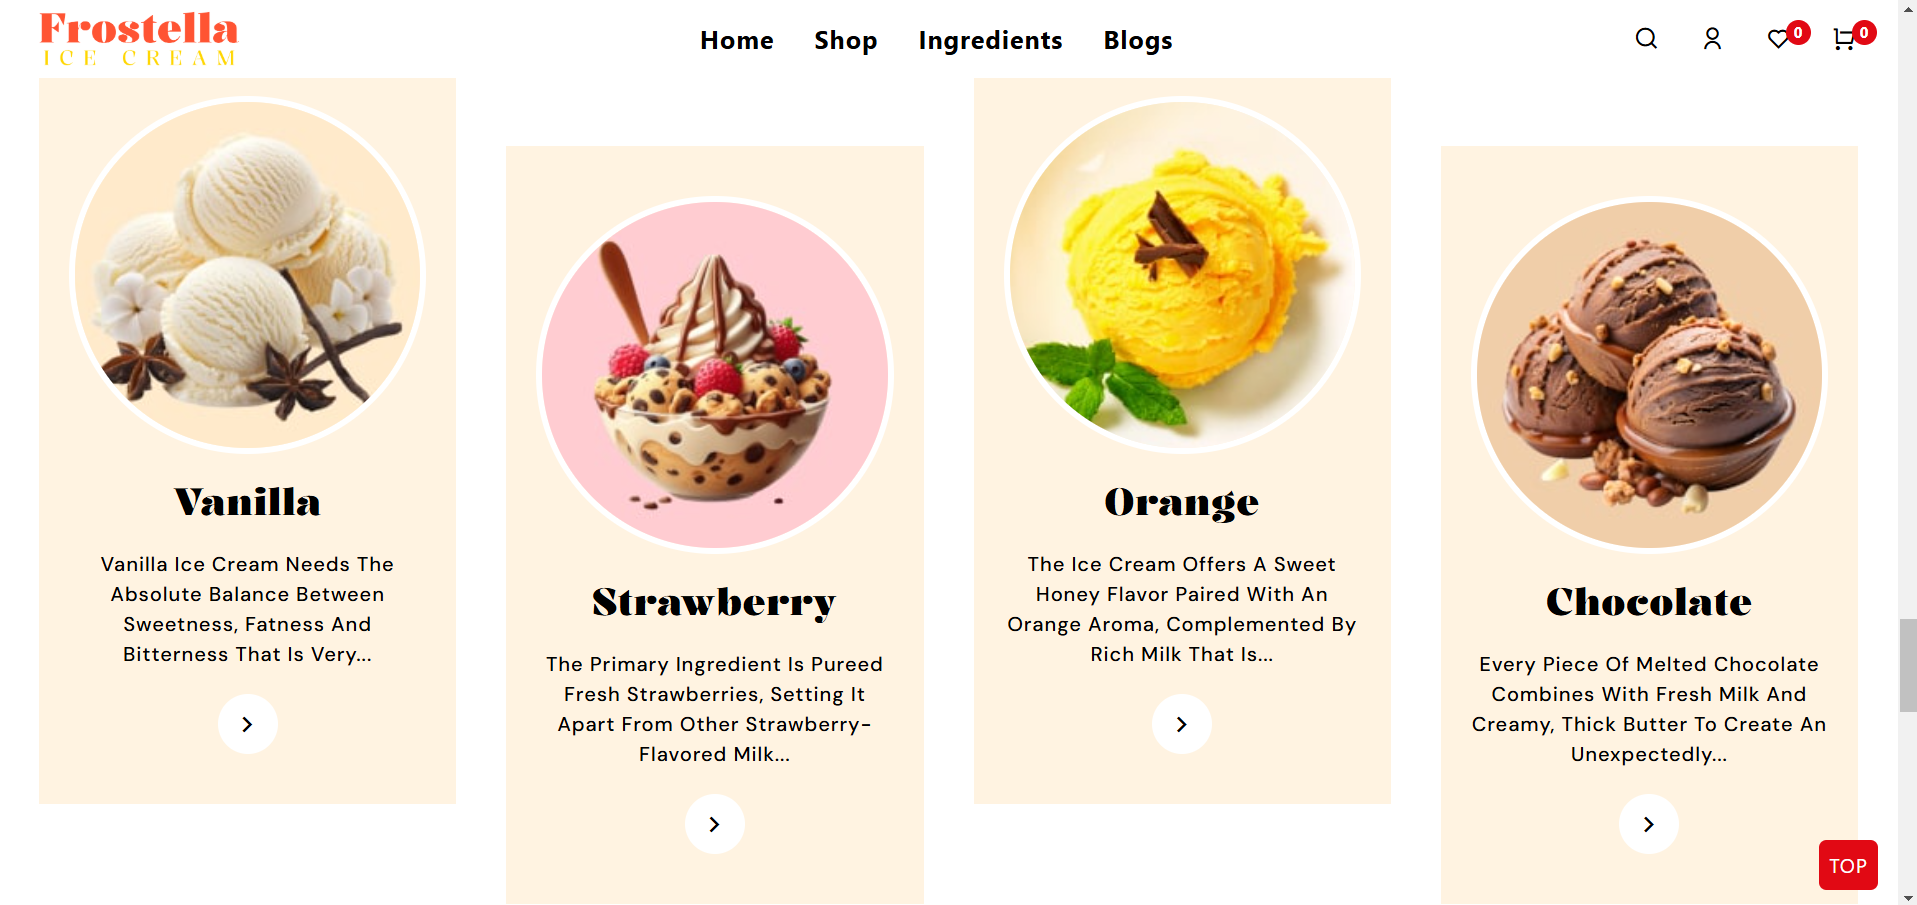 Frostella
ICE CREAM
Home
Shop
Ingredients
Blogs
0
0
Vanilla
Vanilla Ice Cream Needs The
Absolute Balance Between
Sweetness, Fatness And
Bitterness That Is Very...
Strawberry
The Primary Ingredient Is Pureed
Fresh Strawberries, Setting It
Apart From Other Strawberry-
Flavored Milk...
Orange
The Ice Cream Offers A Sweet
Honey Flavor Paired With An
Orange Aroma, Complemented By
Rich Milk That Is...
Chocolate
Every Piece Of Melted Chocolate
Combines With Fresh Milk And
Creamy, Thick Butter To Create An
Unexpectedly...
TOP